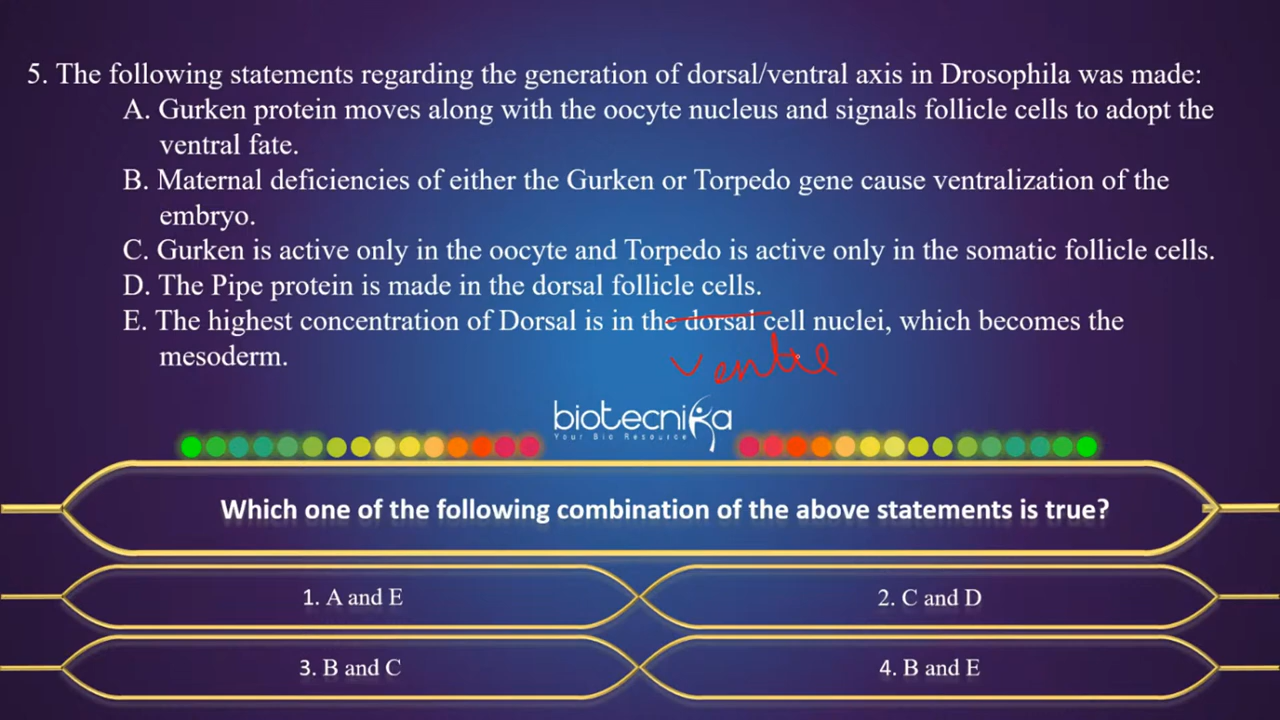 5. The following statements regarding the generation of dorsal/ventral axis in Drosophila was made:
A. Gurken protein moves along with the oocyte nucleus and signals follicle cells to adopt the
ventral fate.
B. Maternal deficiencies of either the Gurken or Torpedo gene cause ventralization of the
embryo.
C. Gurken is active only in the oocyte and Torpedo is active only in the somatic follicle cells.
D. The Pipe protein is made in the dorsal follicle cells.
E. The highest concentration of Dorsal is in the dorsal cell nuclei, which becomes the
mesoderm.
biotecnika
Your Bio Resource
Which one of the following combination of the above statements is true?
1. A and E
2. C and D
3. B and C
4. B and E